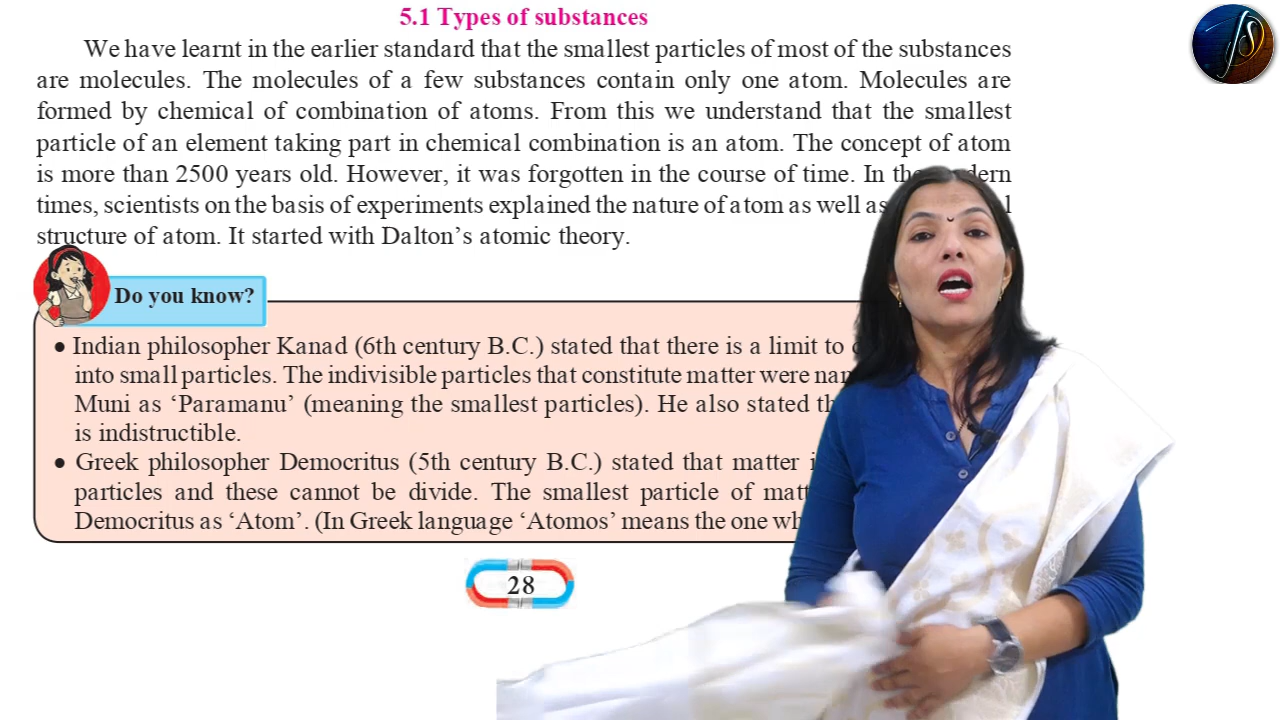 5.1 Types of substances
We have learnt in the earlier standard that the smallest particles of most of the substances
are molecules. The molecules of a few substances contain only one atom. Molecules are
formed by chemical of combination of atoms. From this we understand that the smallest
particle of an element taking part in chemical combination is an atom. The concept of atom
is more than 2500 years old. However, it was forgotten in the course of time. In the
times, scientists on the basis of experiments explained the nature of atom as well as
structure of atom. It started with Dalton's atomic theory.
Do you know?
• Indian philosopher Kanad (6th century B.C.) stated that there is a limit to
into small particles. The indivisible particles that constitute matter were
Muni as 'Paramanu' (meaning the smallest particles). He also stated
is indistructible.
• Greek philosopher Democritus (5th century B.C.) stated that matter
particles and these cannot be divide. The smallest particle of
Democritus as 'Atom'. (In Greek language 'Atomos' means the one
28